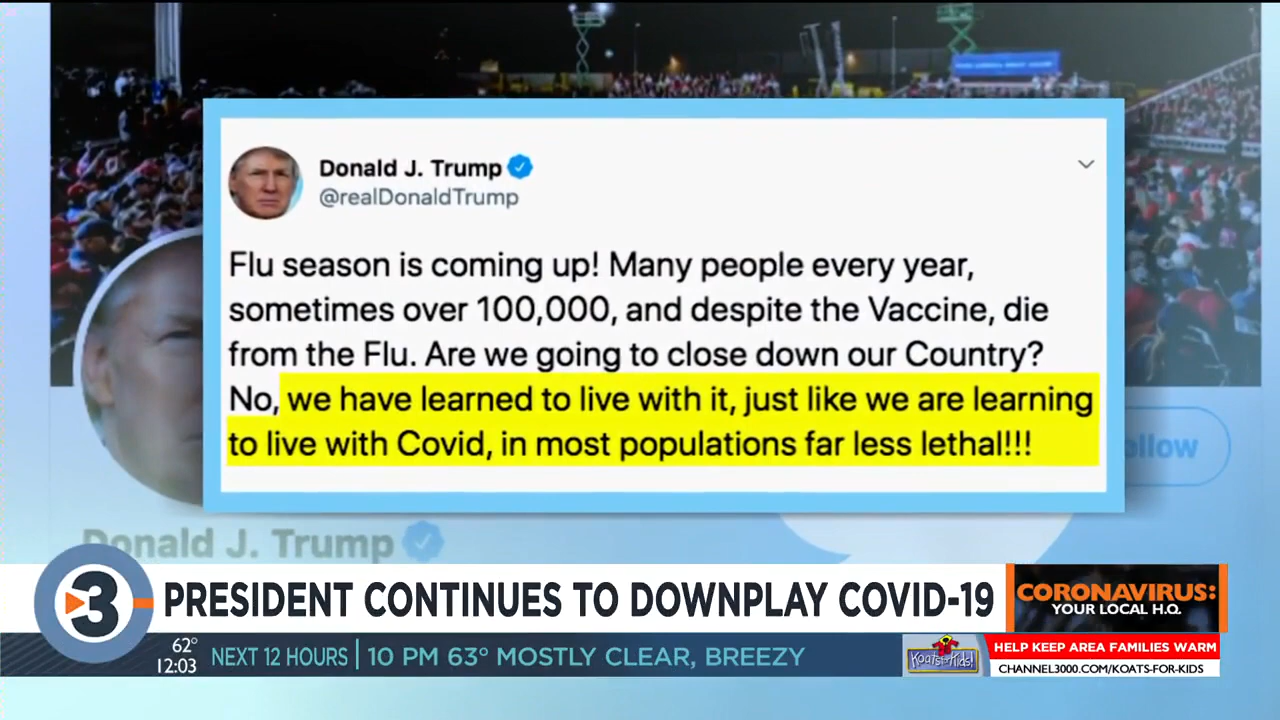 Donald J. Trump
@realDonaldTrump
Flu season is coming up! Many people every year,
sometimes over 100,000, and despite the Vaccine, die
from the Flu. Are we going to close down our Country?
No, we have learned to live with it, just like we are learning
to live with Covid, in most populations far less lethal!!!
Follow
Donald J. Trump
3
PRESIDENT CONTINUES TO DOWNPLAY COVID-19
CORONAVIRUS:
YOUR LOCAL H.Q.
62°
12:03
NEXT 12 HOURS | 10 PM 63° MOSTLY CLEAR, BREEZY
Koats for Kids!
HELP KEEP AREA FAMILIES WARM
CHANNEL3000.COM/KOATS-FOR-KIDS